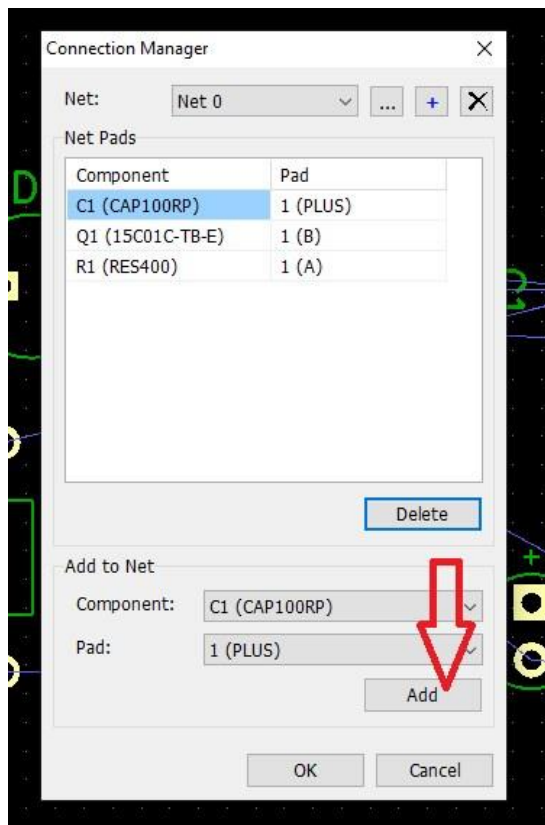 Connection Manager
Net: Net 0 ... +
Net Pads
Component Pad
C1 (CAP100RP) 1 (PLUS)
Q1 (15C01C-TB-E) 1 (B)
R1 (RES400) 1 (A)
Delete
Add to Net
Component: C1 (CAP100RP)
Pad: 1 (PLUS)
Add
OK Cancel
D
+